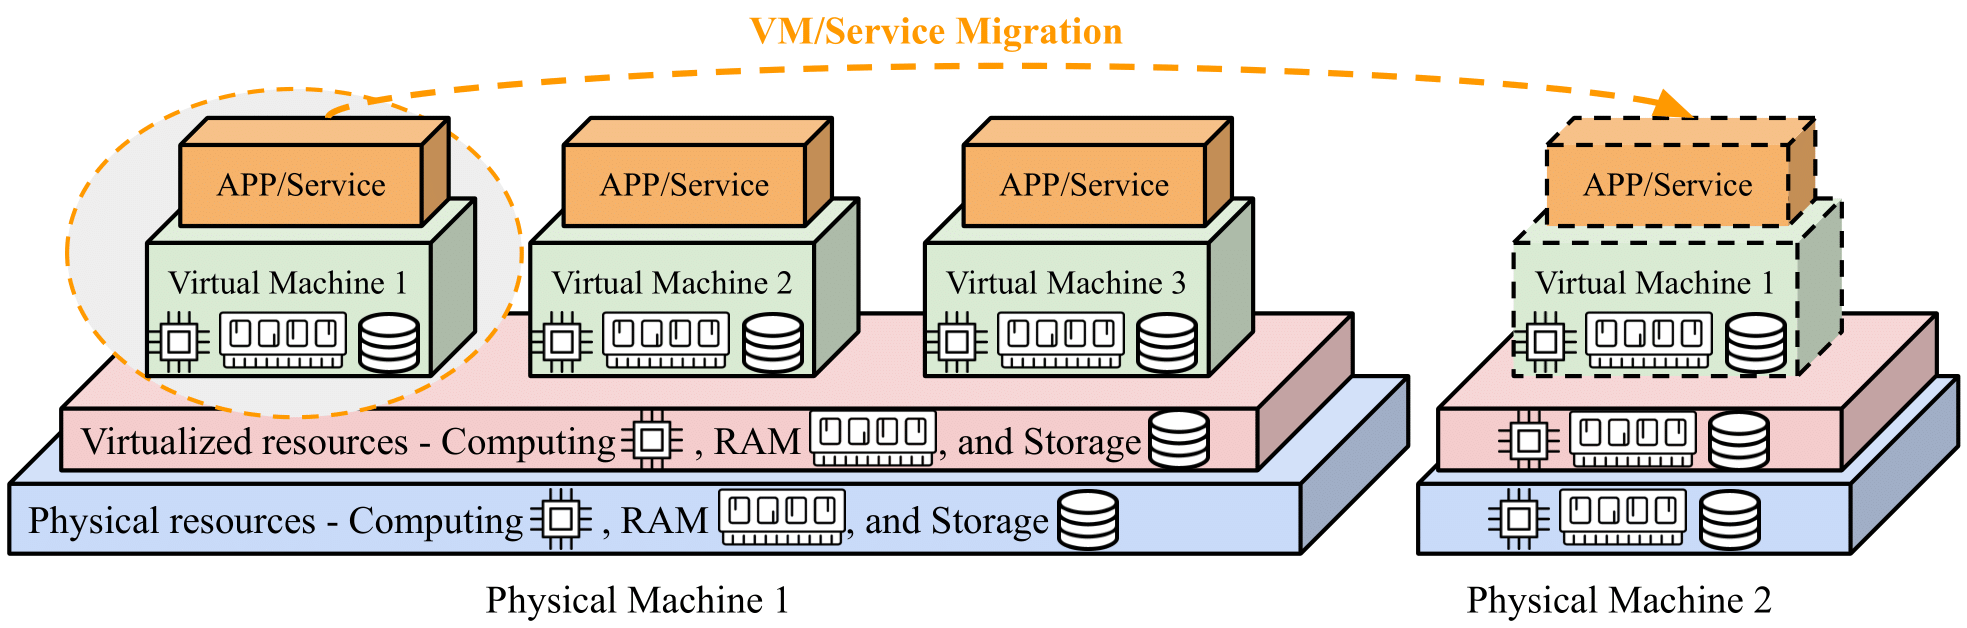 VM/Service Migration
APP/Service
APP/Service
APP/Service
APP/Service
Virtual Machine 1
Virtual Machine 2
Virtual Machine 3
Virtual Machine 1
Virtualized resources - Computing , RAM , and Storage
Physical resources - Computing , RAM , and Storage
Physical Machine 1
Physical Machine 2